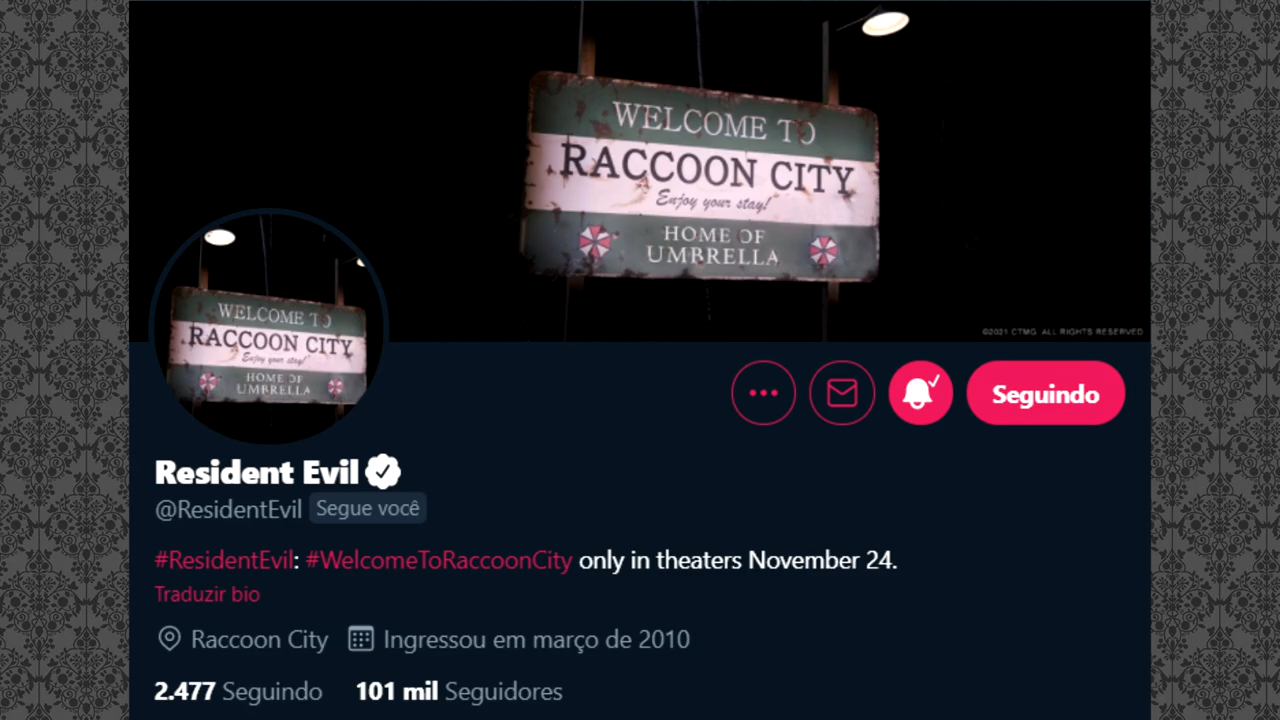 WELCOME TO
RACCOON CITY
Enjoy your stay!
HOME OF
UMBRELLA
©2021 CTMG ALL RIGHTS RESERVED
WELCOME TO
RACCOON CITY
Enjoy your stay!
HOME OF
UMBRELLA
Seguindo
Resident Evil
@ResidentEvil Segue você
#ResidentEvil: #WelcomeToRaccoonCity only in theaters November 24.
Traduzir bio
Raccoon City Ingressou em março de 2010
2.477 Seguindo 101 mil Seguidores